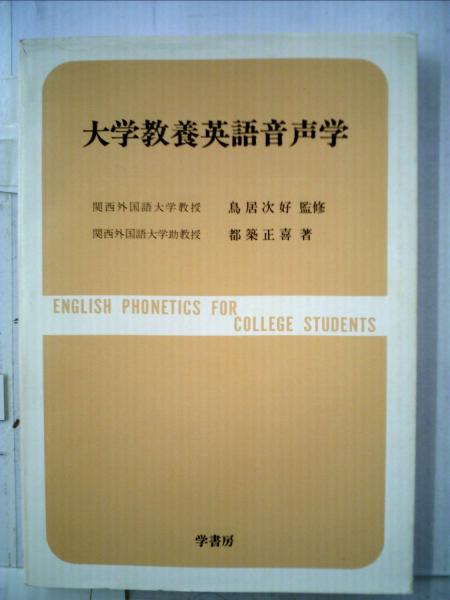 大学教養英語音声学
関西外国語大学教授 鳥居次好 監修
関西外国語大学助教授 都築正喜 著
ENGLISH PHONETICS FOR
COLLEGE STUDENTS
学書房